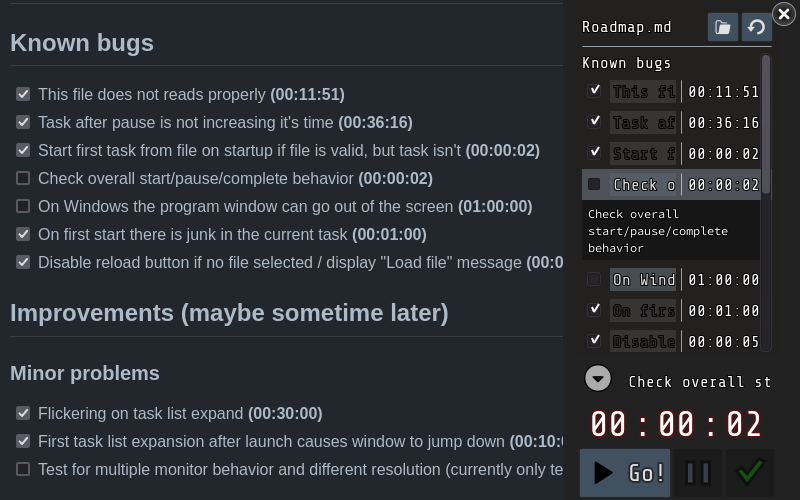 Known bugs
This file does not reads properly (00:11:51)
Task after pause is not increasing it's time (00:36:16)
Start first task from file on startup if file is valid, but task isn't (00:00:02)
Check overall start/pause/complete behavior (00:00:02)
On Windows the program window can go out of the screen (01:00:00)
On first start there is junk in the current task (00:01:00)
Disable reload button if no file selected / display "Load file" message (00:0
Improvements (maybe sometime later)
Minor problems
Flickering on task list expand (00:30:00)
First task list expansion after launch causes window to jump down (00:10:0
Test for multiple monitor behavior and different resolution (currently only te
Roadmap.md
Known bugs
This fi 00:11:51
Task af 00:36:16
Start f 00:00:02
Check o 00:00:02
Check overall
start/pause/complete
behavior
On Wind 01:00:00
On firs 00:01:00
Disable 00:00:05
Check overall st
00:00:02
Go!